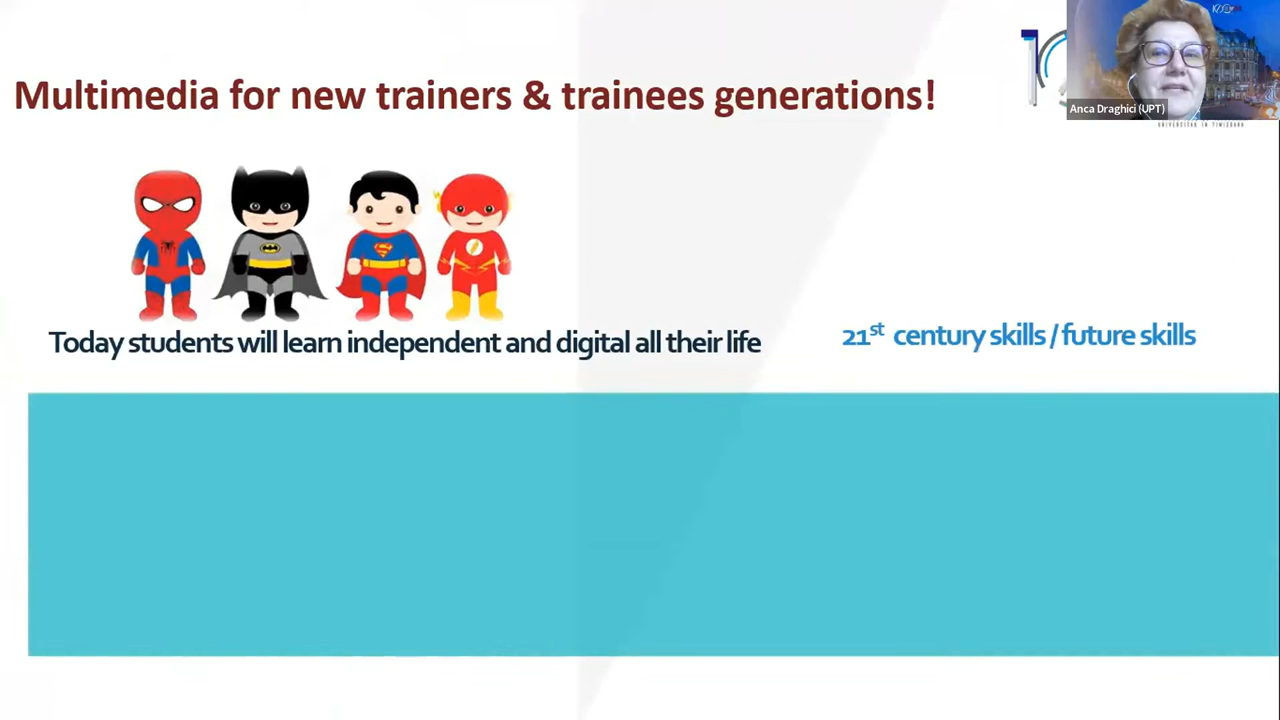 Multimedia for new trainers & trainees generations!
Anca Draghici (UPT)
Today students will learn independent and digital all their life
21st century skills / future skills